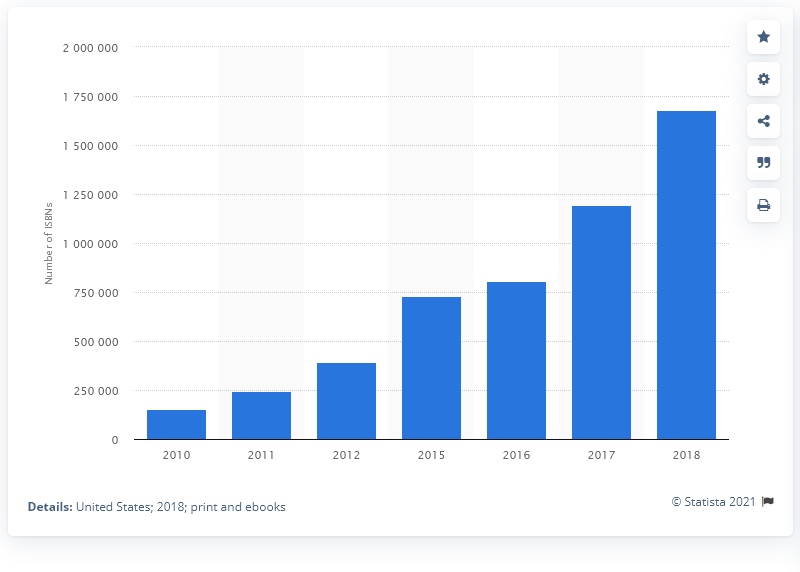 2 000 000
1 750 000
1 500 000
1 250 000
1 000 000
750 000
500 000
250 000
0
Number of ISBNs
2010 2011 2012 2015 2016 2017 2018
Details: United States; 2018; print and ebooks
© Statista 2021